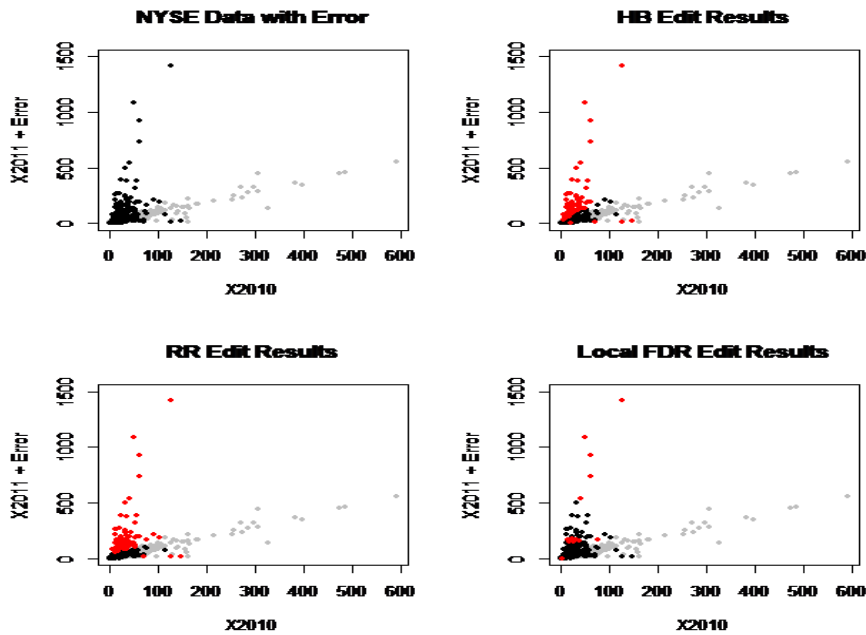 NYSE Data with Error
X2011 + Error
1500
1000
500
0
0 100 200 300 400 500 600
X2010
HB Edit Results
X2011 + Error
1500
1000
500
0
0 100 200 300 400 500 600
X2010
RR Edit Results
X2011 + Error
1500
1000
500
0
0 100 200 300 400 500 600
X2010
Local FDR Edit Results
X2011 + Error
1500
1000
500
0
0 100 200 300 400 500 600
X2010